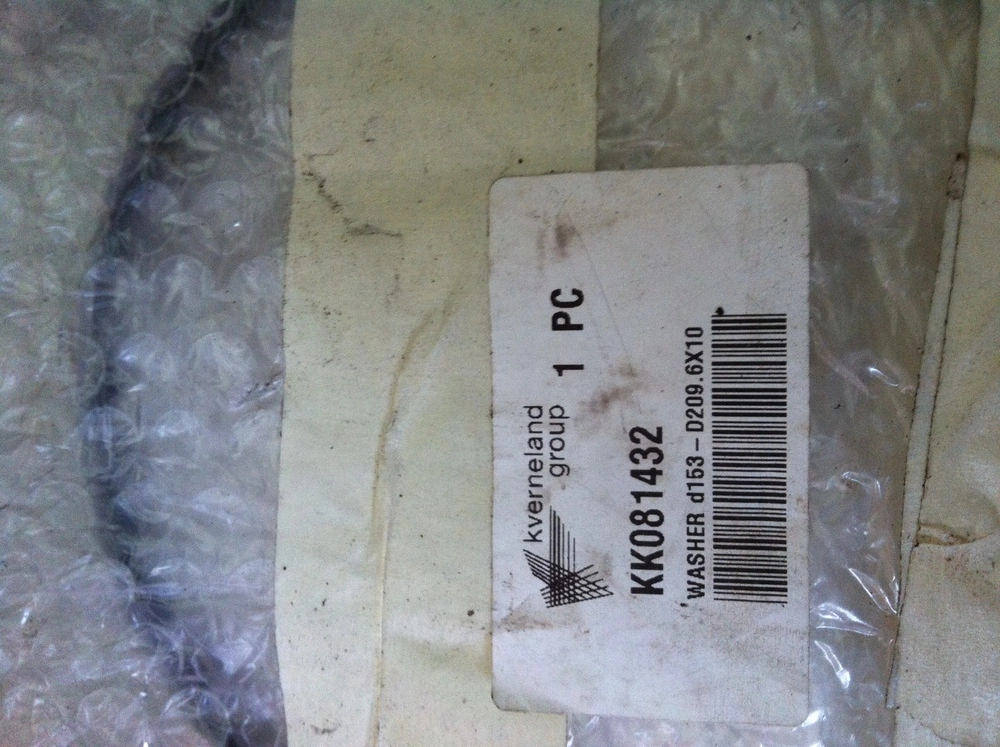 kverneland
group
1 PC
KK081432
WASHER d153-D209.6X10